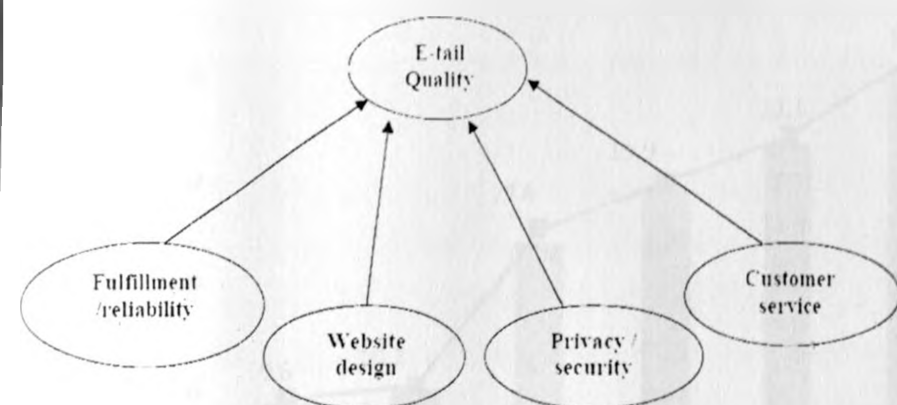 E-tail
Quality
Fulfillment
/reliability
Website
design
Privacy /
security
Customer
service